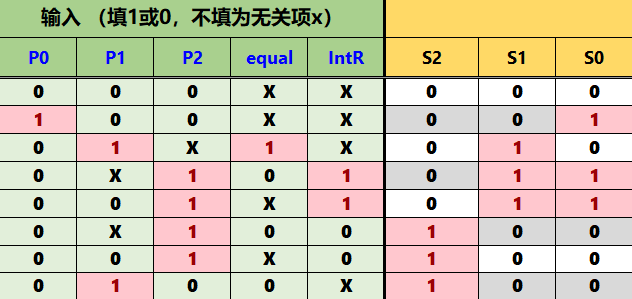 输入 （填1或0，不填为无关项x）
P0 P1 P2 equal IntR S2 S1 S0
0 0 0 X X 0 0 0
1 0 0 X X 0 0 1
0 1 X 1 X 0 1 0
0 X 1 0 1 0 1 1
0 0 1 X 1 0 1 1
0 X 1 0 0 1 0 0
0 0 1 X 0 1 0 0
0 1 0 0 X 1 0 0